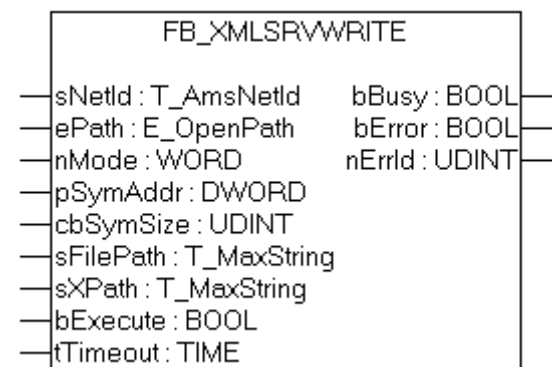 FB_XMLSRVWRITE
sNetId : T_AmsNetId bBusy : BOOL
ePath : E_OpenPath bError : BOOL
nMode : WORD nErrId : UDINT
pSymAddr : DWORD
cbSymSize : UDINT
sFilePath : T_MaxString
sXPath : T_MaxString
bExecute : BOOL
tTimeout : TIME